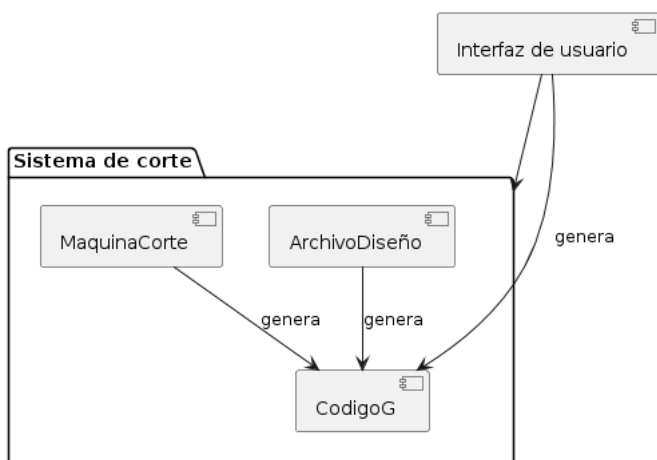 Interfaz de usuario
Sistema de corte
MaquinaCorte
ArchivoDiseño
genera
genera
genera
CodigoG